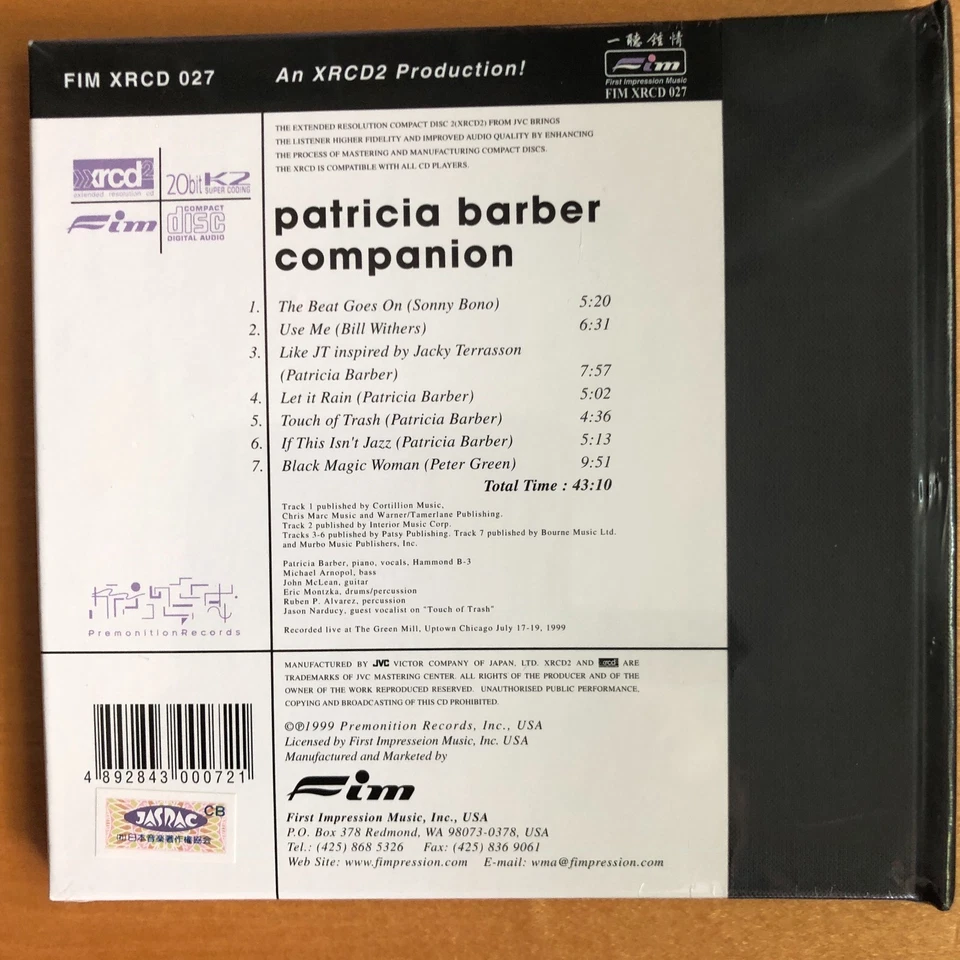 FIM XRCD 027
An XRCD2 Production!
一聽鍾情
Fim
First Impression Music
FIM XRCD 027
THE EXTENDED RESOLUTION COMPACT DISC 2(XRCD2) FROM JVC BRINGS
THE LISTENER HIGHER FIDELITY AND IMPROVED AUDIO QUALITY BY ENHANCING
THE PROCESS OF MASTERING AND MANUFACTURING COMPACT DISCS.
THE XRCD IS COMPATIBLE WITH ALL CD PLAYERS.
xrcd2
extended resolution cd
20bit K2
SUPER CODING
Fim
COMPACT
disc
DIGITAL AUDIO
patricia barber
companion
1. The Beat Goes On (Sonny Bono) 5:20
2. Use Me (Bill Withers) 6:31
3. Like JT inspired by Jacky Terrasson
(Patricia Barber) 7:57
4. Let it Rain (Patricia Barber) 5:02
5. Touch of Trash (Patricia Barber) 4:36
6. If This Isn't Jazz (Patricia Barber) 5:13
7. Black Magic Woman (Peter Green) 9:51
Total Time : 43:10
Track 1 published by Cortillion Music,
Chris Marc Music and Warner/Tamerlane Publishing.
Track 2 published by Interior Music Corp.
Tracks 3-6 published by Patsy Publishing. Track 7 published by Bourne Music Ltd.
and Murbo Music Publishers, Inc.
Patricia Barber, piano, vocals, Hammond B-3
Michael Arnopol, bass
John McLean, guitar
Eric Montzka, drums/percussion
Ruben P. Alvarez, percussion
Jason Narducy, guest vocalist on "Touch of Trash"
Recorded live at The Green Mill, Uptown Chicago July 17-19, 1999
PremonitionRecords
MANUFACTURED BY JVC VICTOR COMPANY OF JAPAN, LTD. XRCD2 AND xrcd ARE
TRADEMARKS OF JVC MASTERING CENTER. ALL RIGHTS OF THE PRODUCER AND OF THE
OWNER OF THE WORK REPRODUCED RESERVED. UNAUTHORISED PUBLIC PERFORMANCE,
COPYING AND BROADCASTING OF THIS CD PROHIBITED.
©℗1999 Premonition Records, Inc., USA
Licensed by First Impresseion Music, Inc. USA
Manufactured and Marketed by
Fim
First Impression Music, Inc., USA
P.O. Box 378 Redmond, WA 98073-0378, USA
Tel.: (425) 868 5326 Fax: (425) 836 9061
Web Site: www.fimpression.com E-mail: wma@fimpression.com
4 892843 000721
CB
JASRAC
日本音楽著作権協会